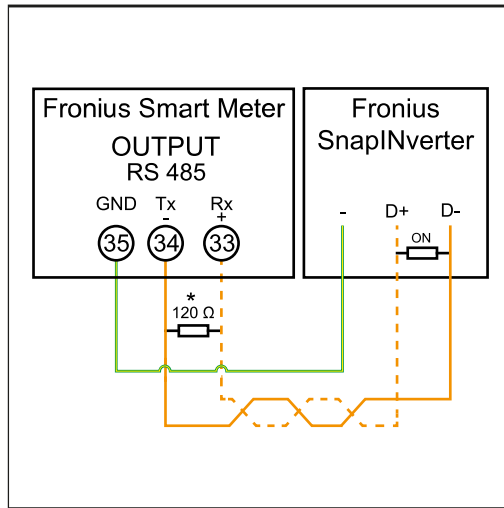 Fronius Smart Meter
OUTPUT
RS 485
GND Tx Rx
- +
35 34 33
*
120 Ω
Fronius
SnapINverter
- D+ D-
ON